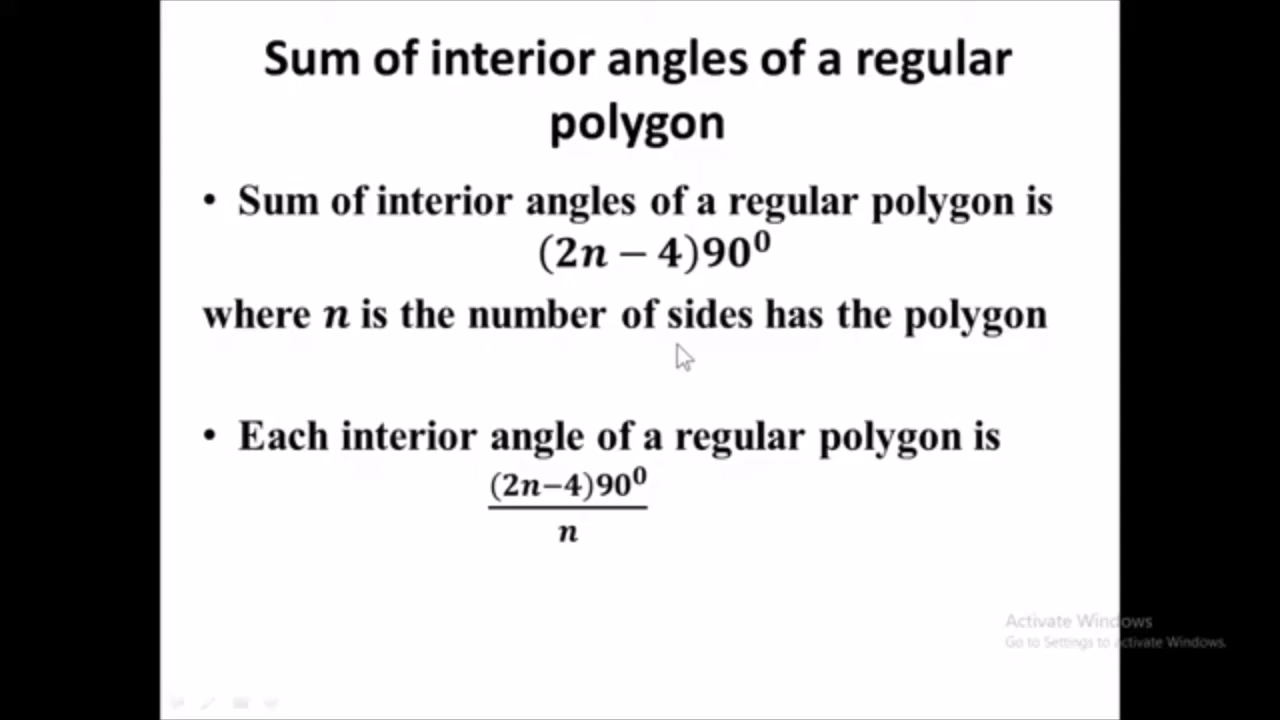 Sum of interior angles of a regular
polygon
• Sum of interior angles of a regular polygon is
(2n − 4)90⁰
where n is the number of sides has the polygon
• Each interior angle of a regular polygon is
(2n−4)90⁰
n
Activate Windows
Go to Settings to activate Windows.